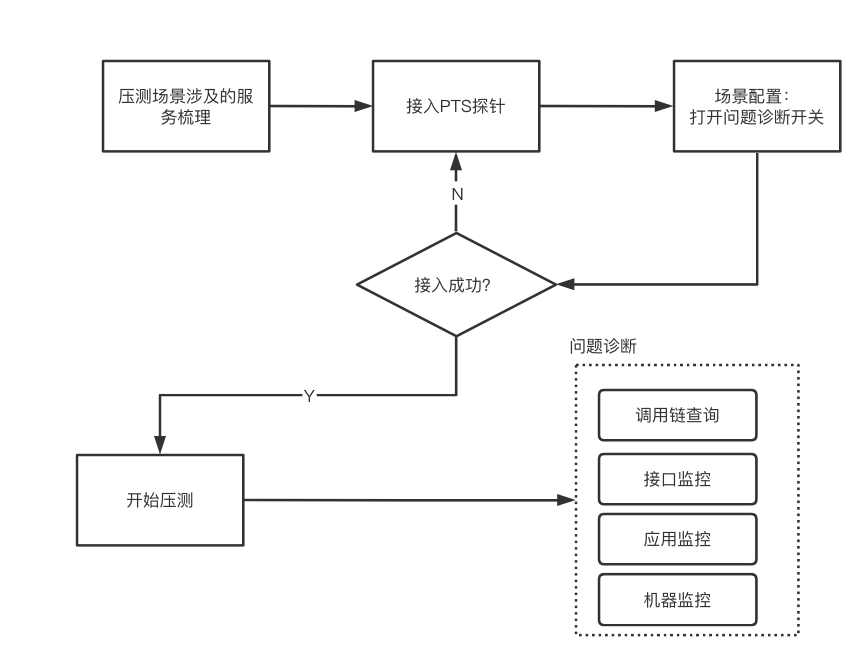 压测场景涉及的服
务梳理
接入PTS探针
场景配置：
打开问题诊断开关
N
接入成功?
问题诊断
Y
调用链查询
接口监控
开始压测
应用监控
机器监控